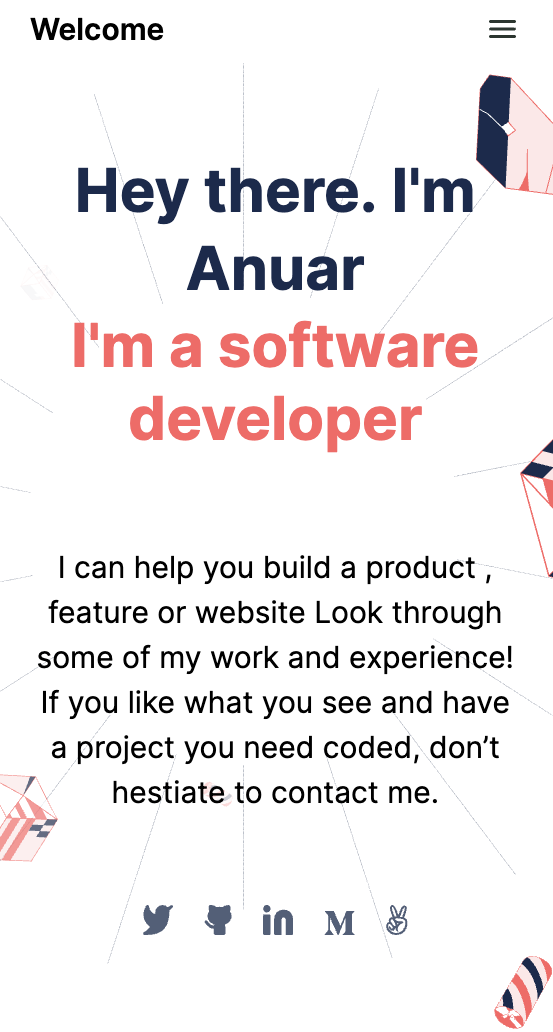 Welcome
Hey there. I'm
Anuar
I'm a software
developer
I can help you build a product ,
feature or website Look through
some of my work and experience!
If you like what you see and have
a project you need coded, don’t
hestiate to contact me.